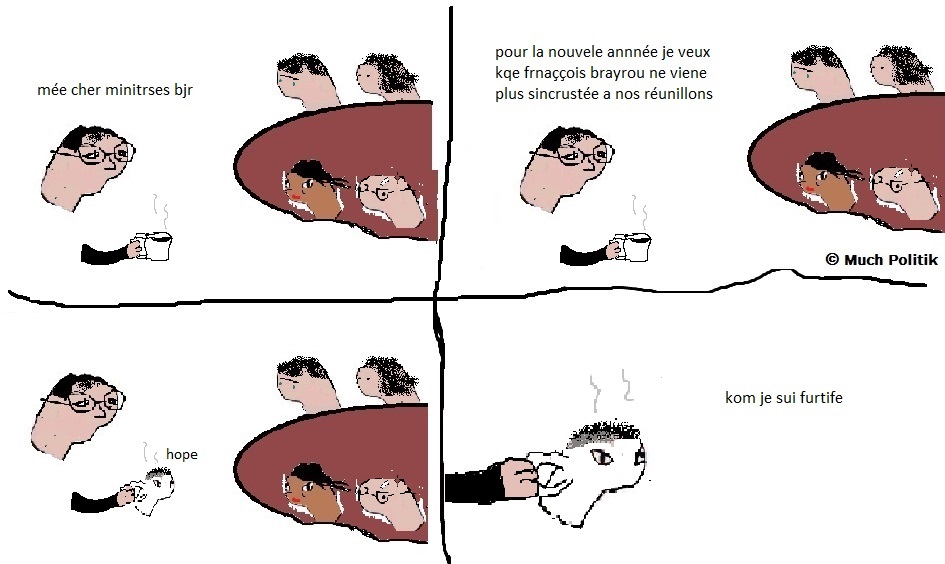 mée cher minitrses bjr
pour la nouvele annnée je veux
kqe frnaççois brayrou ne viene
plus sincrustée a nos réunillons
© Much Politik
hope
kom je sui furtife